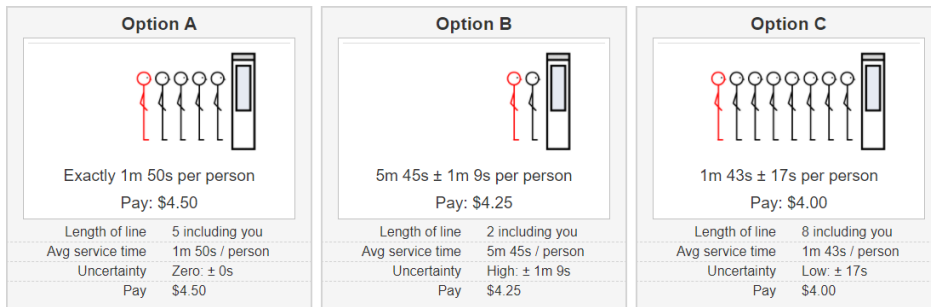 Option A
Exactly 1m 50s per person
Pay: $4.50
Length of line 5 including you
Avg service time 1m 50s / person
Uncertainty Zero: ± 0s
Pay $4.50
Option B
5m 45s ± 1m 9s per person
Pay: $4.25
Length of line 2 including you
Avg service time 5m 45s / person
Uncertainty High: ± 1m 9s
Pay $4.25
Option C
1m 43s ± 17s per person
Pay: $4.00
Length of line 8 including you
Avg service time 1m 43s / person
Uncertainty Low: ± 17s
Pay $4.00